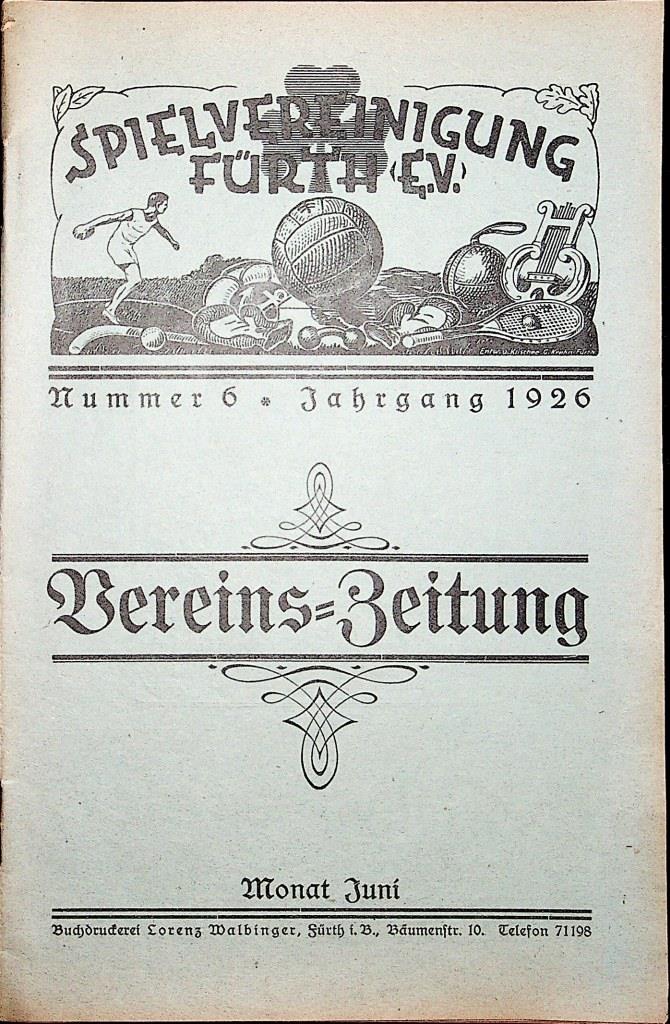 SPIELVEREINIGUNG
FÜRTH (E.V.)
Nummer 6 * Jahrgang 1926
Vereins=Zeitung
Monat Juni
Buchdruckerei Lorenz Walbinger, Fürth i. B., Bäumenstr. 10. Telefon 71198